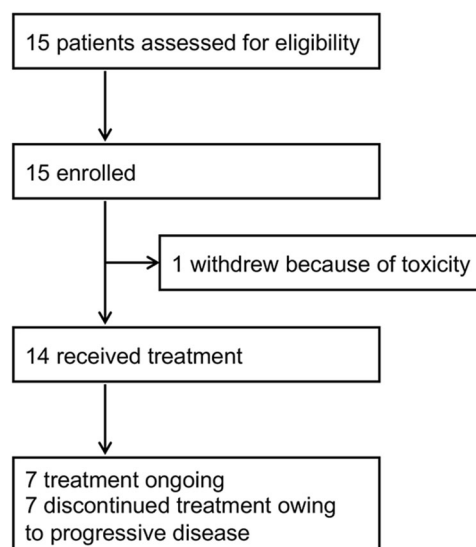 15 patients assessed for eligibility
15 enrolled
1 withdrew because of toxicity
14 received treatment
7 treatment ongoing
7 discontinued treatment owing
to progressive disease